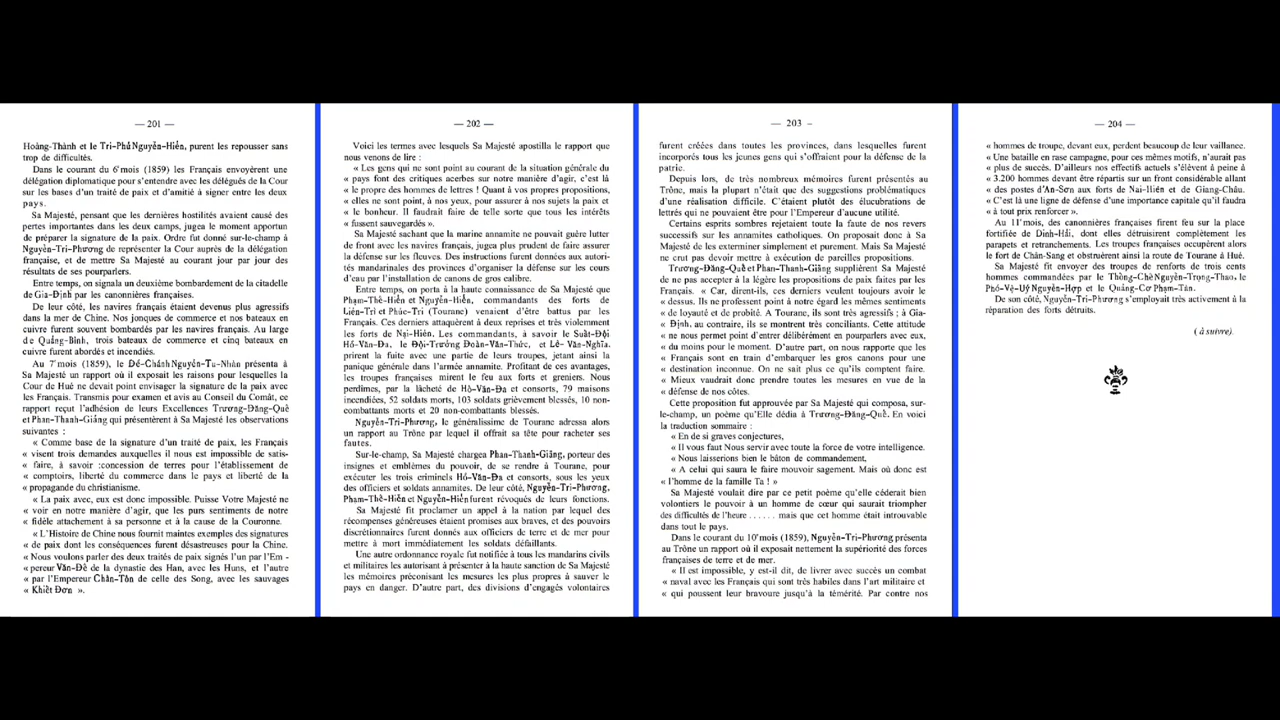 — 201 —
Hoàng-Thành et le Tri-Phủ Nguyễn-Hiền, purent les repousser sans
trop de difficultés.
Dans le courant du 6e mois (1859) les Français envoyèrent une
délégation diplomatique pour s'entendre avec les délégués de la Cour
sur les bases d'un traité de paix et d'amitié à signer entre les deux
pays.
Sa Majesté, pensant que les dernières hostilités avaient causé des
pertes importantes dans les deux camps, jugea le moment apportun
de préparer la signature de la paix. Ordre fut donné sur-le-champ à
Nguyễn-Tri-Phương de représenter la Cour auprès de la délégation
française, et de mettre Sa Majesté au courant jour par jour des
résultats de ses pourparlers.
Entre temps, on signala un deuxième bombardement de la citadelle
de Gia-Định par les canonnières françaises.
De leur côté, les navires français étaient devenus plus agressifs
dans la mer de Chine. Nos jonques de commerce et nos bateaux en
cuivre furent souvent bombardés par les navires français. Au large
de Quảng-Bình, trois bateaux de commerce et cinq bateaux en
cuivre furent abordés et incendiés.
Au 7e mois (1859), le Đề-Chánh Nguyễn-Tu-Nhàn présenta à
Sa Majesté un rapport où il exposait les raisons pour lesquelles la
Cour de Hué ne devait point envisager la signature de la paix avec
les Français. Transmis pour examen et avis au Conseil du Comât, ce
rapport reçut l'adhésion de leurs Excellences Trương-Đăng-Quế
et Phan-Thanh-Giảng qui présentèrent à Sa Majesté les observations
suivantes :
« Comme base de la signature d'un traité de paix, les Français
« visent trois demandes auxquelles il nous est impossible de satis-
« faire, à savoir :concession de terres pour l'établissement de
« comptoirs, liberté du commerce dans le pays et liberté de la
« propagande du christianisme.
« La paix avec, eux est donc impossible. Puisse Votre Majesté ne
« voir en notre manière d'agir, que les purs sentiments de notre
« fidèle attachement à sa personne et à la cause de la Couronne.
« L'Histoire de Chine nous fournit maintes exemples des signatures
« de paix dont les conséquences furent désastreuses pour la Chine.
« Nous voulons parler des deux traités de paix signés l'un par l'Em -
« pereur Văn-Đế de la dynastie des Han, avec les Huns, et l'autre
« par l'Empereur Chân-Tôn de celle des Song, avec les sauvages
« Khiết Đơn ».
— 202 —
Voici les termes avec lesquels Sa Majesté apostilla le rapport que
nous venons de lire :
« Les gens qui ne sont point au courant de la situation générale du
« pays font des critiques acerbes sur notre manière d'agir, c'est là
« le propre des hommes de lettres ! Quant à vos propres propositions,
« elles ne sont point, à nos yeux, pour assurer à nos sujets la paix et
« le bonheur. Il faudrait faire de telle sorte que tous les intérêts
« fussent sauvegardés ».
Sa Majesté sachant que la marine annamite ne pouvait guère lutter
de front avec les navires français, jugea plus prudent de faire assurer
la défense sur les fleuves. Des instructions furent données aux autori-
tés mandarinales des provinces d'organiser la défense sur les cours
d'eau par l'installation de canons de gros calibre.
Entre temps, on porta à la haute connaissance de Sa Majesté que
Phạm-Thế-Hiển et Nguyễn-Hiền, commandants des forts de
Liên-Trì et Phúc-Trì (Tourane) venaient d'être battus par les
Français. Ces derniers attaquèrent à deux reprises et très violemment
les forts de Nại-Hiên. Les commandants, à savoir le Suất-Đội
Hồ-Văn-Đa, le Đội-Trưởng Đoàn-Văn-Thức, et Lê-Văn-Nghĩa.
prirent la fuite avec une partie de leurs troupes, jetant ainsi la
panique générale dans l'armée annamite. Profitant de ces avantages,
les troupes françaises mirent le feu aux forts et greniers. Nous
perdîmes, par la lâcheté de Hồ-Văn-Đa et consorts, 79 maisons
incendiées, 52 soldats morts, 103 soldats grièvement blessés, 10 non-
combattants morts et 20 non-combattants blessés.
Nguyễn-Tri-Phương, le généralissime de Tourane adressa alors
un rapport au Trône par lequel il offrait sa tête pour racheter ses
fautes.
Sur-le-champ, Sa Majesté chargea Phan-Thanh-Giảng, porteur des
insignes et emblèmes du pouvoir, de se rendre à Tourane, pour
exécuter les trois criminels Hồ-Văn-Đa et consorts, sous les yeux
des officiers et soldats annamites. De leur côté, Nguyễn-Tri-Phương,
Phạm-Thế-Hiển et Nguyễn-Hiền furent révoqués de leurs fonctions.
Sa Majesté fit proclamer un appel à la nation par lequel des
récompenses généreuses étaient promises aux braves, et des pouvoirs
discrétionnaires furent donnés aux officiers de terre et de mer pour
mettre à mort immédiatement les soldats défaillants.
Une autre ordonnance royale fut notifiée à tous les mandarins civils
et militaires les autorisant à présenter à la haute sanction de Sa Majesté
les mémoires préconisant les mesures les plus propres à sauver le
pays en danger. D'autre part, des divisions d'engagés volontaires
— 203 –
furent créées dans toutes les provinces, dans lesquelles furent
incorporés tous les jeunes gens qui s'offraient pour la défense de la
patrie.
Depuis lors, de très nombreux mémoires furent présentés au
Trône, mais la plupart n'était que des suggestions problématiques
d'une réalisation difficile. C'étaient plutôt des élucubrations de
lettrés qui ne pouvaient être pour l'Empereur d'aucune utilité.
Certains esprits sombres rejetaient toute la faute de nos revers
successifs sur les annamites catholiques. On proposait donc à Sa
Majesté de les exterminer simplement et purement. Mais Sa Majesté
ne crut pas devoir mettre à exécution de pareilles propositions.
Trương-Đăng-Quế et Phan-Thanh-Giảng supplièrent Sa Majesté
de ne pas accepter à la légère les propositions de paix faites par les
Français. « Car, dirent-ils, ces derniers veulent toujours avoir le
« dessus. Ils ne professent point à notre égard les mêmes sentiments
« de loyauté et de probité. A Tourane, ils sont très agressifs ; à Gia-
« Định, au contraire, ils se montrent très conciliants. Cette attitude
« ne nous permet point d'entrer délibérément en pourparfers avec eux,
« du moins pour le moment. D'autre part, on nous rapporte que les
« Français sont en train d'embarquer les gros canons pour une
« destination inconnue. On ne sait plus ce qu'ils comptent faire.
« Mieux vaudrait donc prendre toutes les mesures en vue de la
« défense de nos côtes.
Cette proposition fut approuvée par Sa Majesté qui composa, sur-
le-champ, un poème qu'Elle dédia à Trương-Đăng-Quế. En voici
la traduction sommaire :
« En de si graves conjectures,
« Il vous faut Nous servir avec toute la force de votre intelligence.
« Nous laisserions bien le bâton de commandement,
« A celui qui saura le faire mouvoir sagement. Mais où donc est
« l'homme de la famille Ta ! »
Sa Majesté voulait dire par ce petit poème qu'elle céderait bien
volontiers le pouvoir à un homme de cœur qui saurait triompher
des difficultés de l'heure . . . . . . mais que cet homme était introuvable
dans tout le pays.
Dans le courant du 10e mois (1859), Nguyễn-Tri-Phương présenta
au Trône un rapport où il exposait nettement la supériorité des forces
françaises de terre et de mer.
« Il est impossible, y est-il dit, de livrer avec succès un combat
« naval avec les Français qui sont très habiles dans l'art militaire et
« qui poussent leur bravoure jusqu'à la témérité. Par contre nos
— 204 —
« hommes de troupe, devant eux, perdent beaucoup de leur vaillance.
« Une bataille en rase campagne, pour ces mêmes motifs, n'aurait pas
« plus de succès. D'ailleurs nos effectifs actuels s'élèvent à peine à
« 3.200 hommes devant être répartis sur un front considérable allant
« des postes d'An-Sơn aux forts de Nai-Hiên et de Giang-Châu.
« C'est là une ligne de défense d'une importance capitale qu'il faudra
« à tout prix renforcer ».
Au 11e mois, des canonnières françaises firent feu sur la place
fortifiée de Dinh-Hải, dont elles détruisirent complètement les
parapets et retranchements. Les troupes françaises occupèrent alors
le fort de Chân-Sang et obstruèrent ainsi la route de Tourane à Hué.
Sa Majesté fit envoyer des troupes de renforts de trois cents
hommes commandées par le Thống-Chế Nguyễn-Trọng-Thao, le
Phó-Vệ-Uý Nguyễn-Hợp et le Quảng-Cơ Phạm-Tân.
De son côté, Nguyễn-Tri-Phương s'employait très activement à la
réparation des forts détruits.
( à suivre).